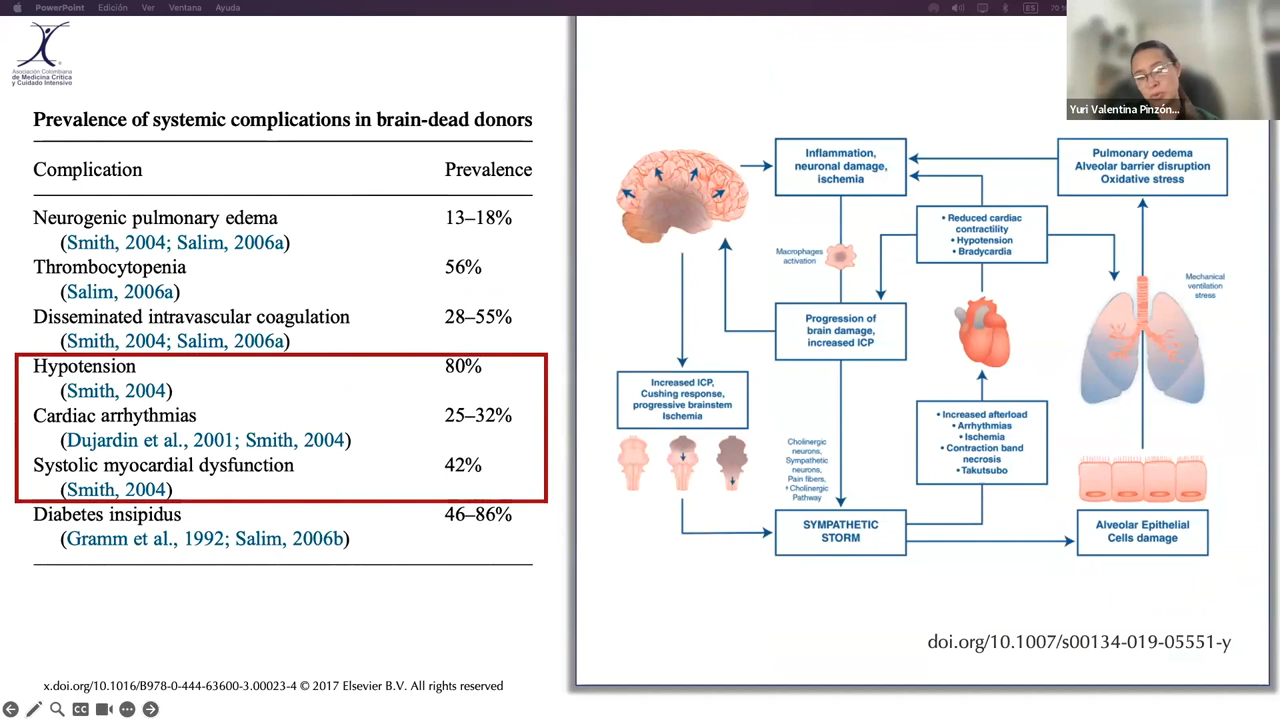 PowerPoint Edición Ver Ventana Ayuda
ES 70 %
Asociación Colombiana
de Medicina Crítica
y Cuidado Intensivo
Yuri Valentina Pinzón...
Prevalence of systemic complications in brain-dead donors
Complication Prevalence
Neurogenic pulmonary edema 13–18%
(Smith, 2004; Salim, 2006a)
Thrombocytopenia 56%
(Salim, 2006a)
Disseminated intravascular coagulation 28–55%
(Smith, 2004; Salim, 2006a)
Hypotension 80%
(Smith, 2004)
Cardiac arrhythmias 25–32%
(Dujardin et al., 2001; Smith, 2004)
Systolic myocardial dysfunction 42%
(Smith, 2004)
Diabetes insipidus 46–86%
(Gramm et al., 1992; Salim, 2006b)
x.doi.org/10.1016/B978-0-444-63600-3.00023-4 © 2017 Elsevier B.V. All rights reserved
CC
Inflammation,
neuronal damage,
ischemia
Pulmonary oedema
Alveolar barrier disruption
Oxidative stress
• Reduced cardiac
contractility
• Hypotension
• Bradycardia
Macrophages
activation
Mechanical
ventilation
stress
Progression of
brain damage,
increased ICP
Increased ICP,
Cushing response,
progressive brainstem
Ischemia
• Increased afterload
• Arrhythmias
• Ischemia
• Contraction band
necrosis
• Takutsubo
Cholinergic
neurons,
Sympathetic
neurons,
Pain fibers,
Cholinergic
Pathway
SYMPATHETIC
STORM
Alveolar Epithelial
Cells damage
doi.org/10.1007/s00134-019-05551-y